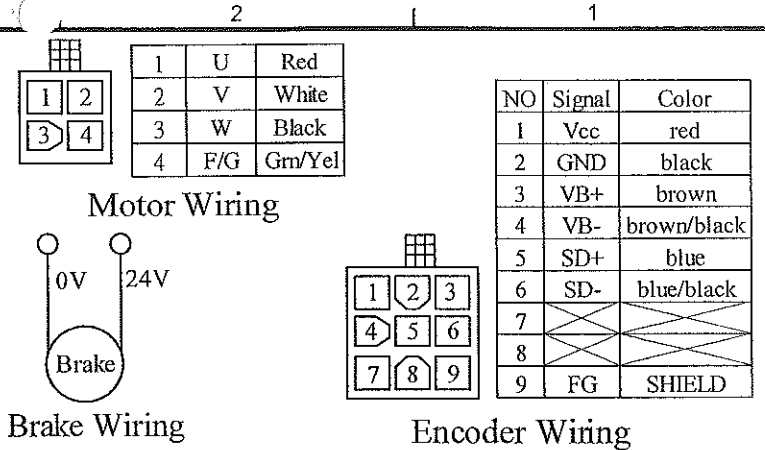 2 1
1 2
3 4
1 U Red
2 V White
3 W Black
4 F/G Grn/Yel
Motor Wiring
0V 24V
Brake
Brake Wiring
1 2 3
4 5 6
7 8 9
NO Signal Color
1 Vcc red
2 GND black
3 VB+ brown
4 VB- brown/black
5 SD+ blue
6 SD- blue/black
7
8
9 FG SHIELD
Encoder Wiring